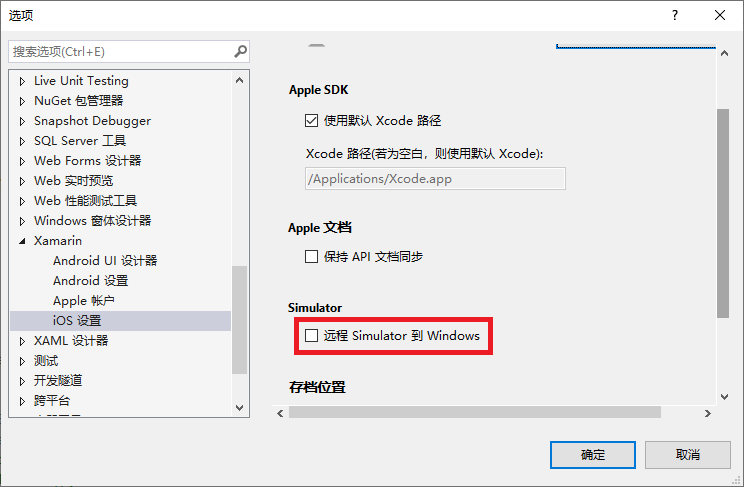 选项
搜索选项(Ctrl+E)
Live Unit Testing
NuGet 包管理器
Snapshot Debugger
SQL Server 工具
Web Forms 设计器
Web 实时预览
Web 性能测试工具
Windows 窗体设计器
Xamarin
Android UI 设计器
Android 设置
Apple 帐户
iOS 设置
XAML 设计器
测试
开发隧道
跨平台
Apple SDK
使用默认 Xcode 路径
Xcode 路径(若为空白，则使用默认 Xcode):
/Applications/Xcode.app
Apple 文档
保持 API 文档同步
Simulator
远程 Simulator 到 Windows
存档位置
确定
取消